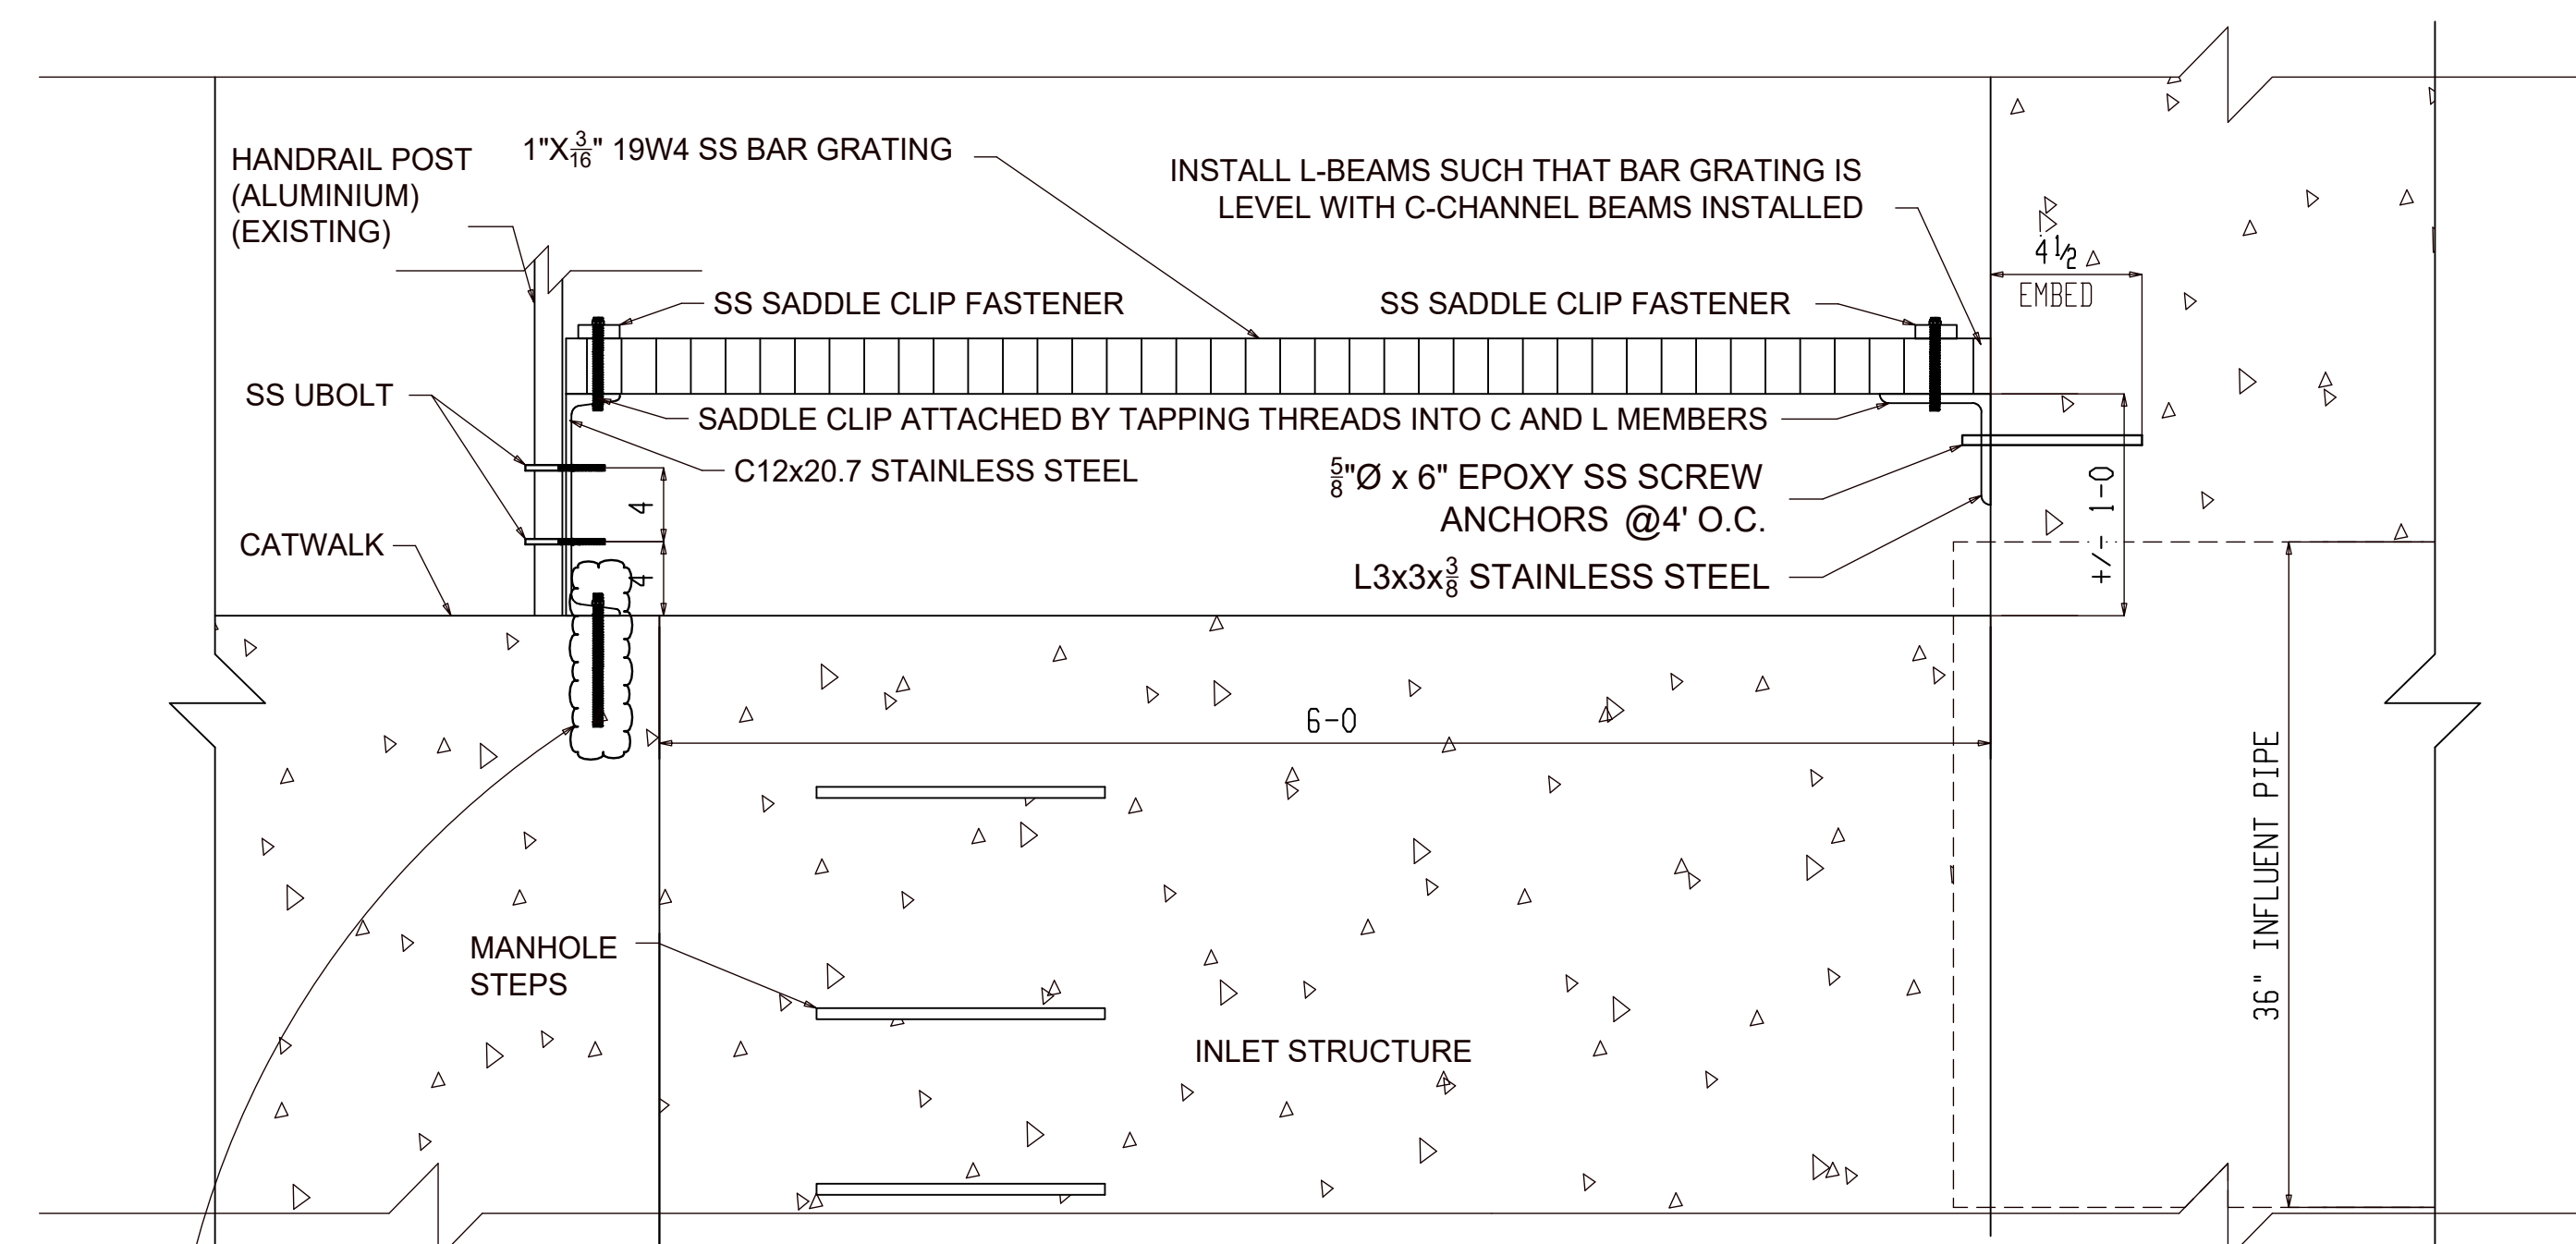 HANDRAIL POST
(ALUMINIUM)
(EXISTING)
1"X3/16" 19W4 SS BAR GRATING
INSTALL L-BEAMS SUCH THAT BAR GRATING IS
LEVEL WITH C-CHANNEL BEAMS INSTALLED
4 1/2
EMBED
SS SADDLE CLIP FASTENER
SS SADDLE CLIP FASTENER
SS UBOLT
SADDLE CLIP ATTACHED BY TAPPING THREADS INTO C AND L MEMBERS
C12x20.7 STAINLESS STEEL
5/8"Ø x 6" EPOXY SS SCREW
ANCHORS @4' O.C.
4
+/- 1-0
CATWALK
4
L3x3x3/8 STAINLESS STEEL
6-0
36" INFLUENT PIPE
MANHOLE
STEPS
INLET STRUCTURE